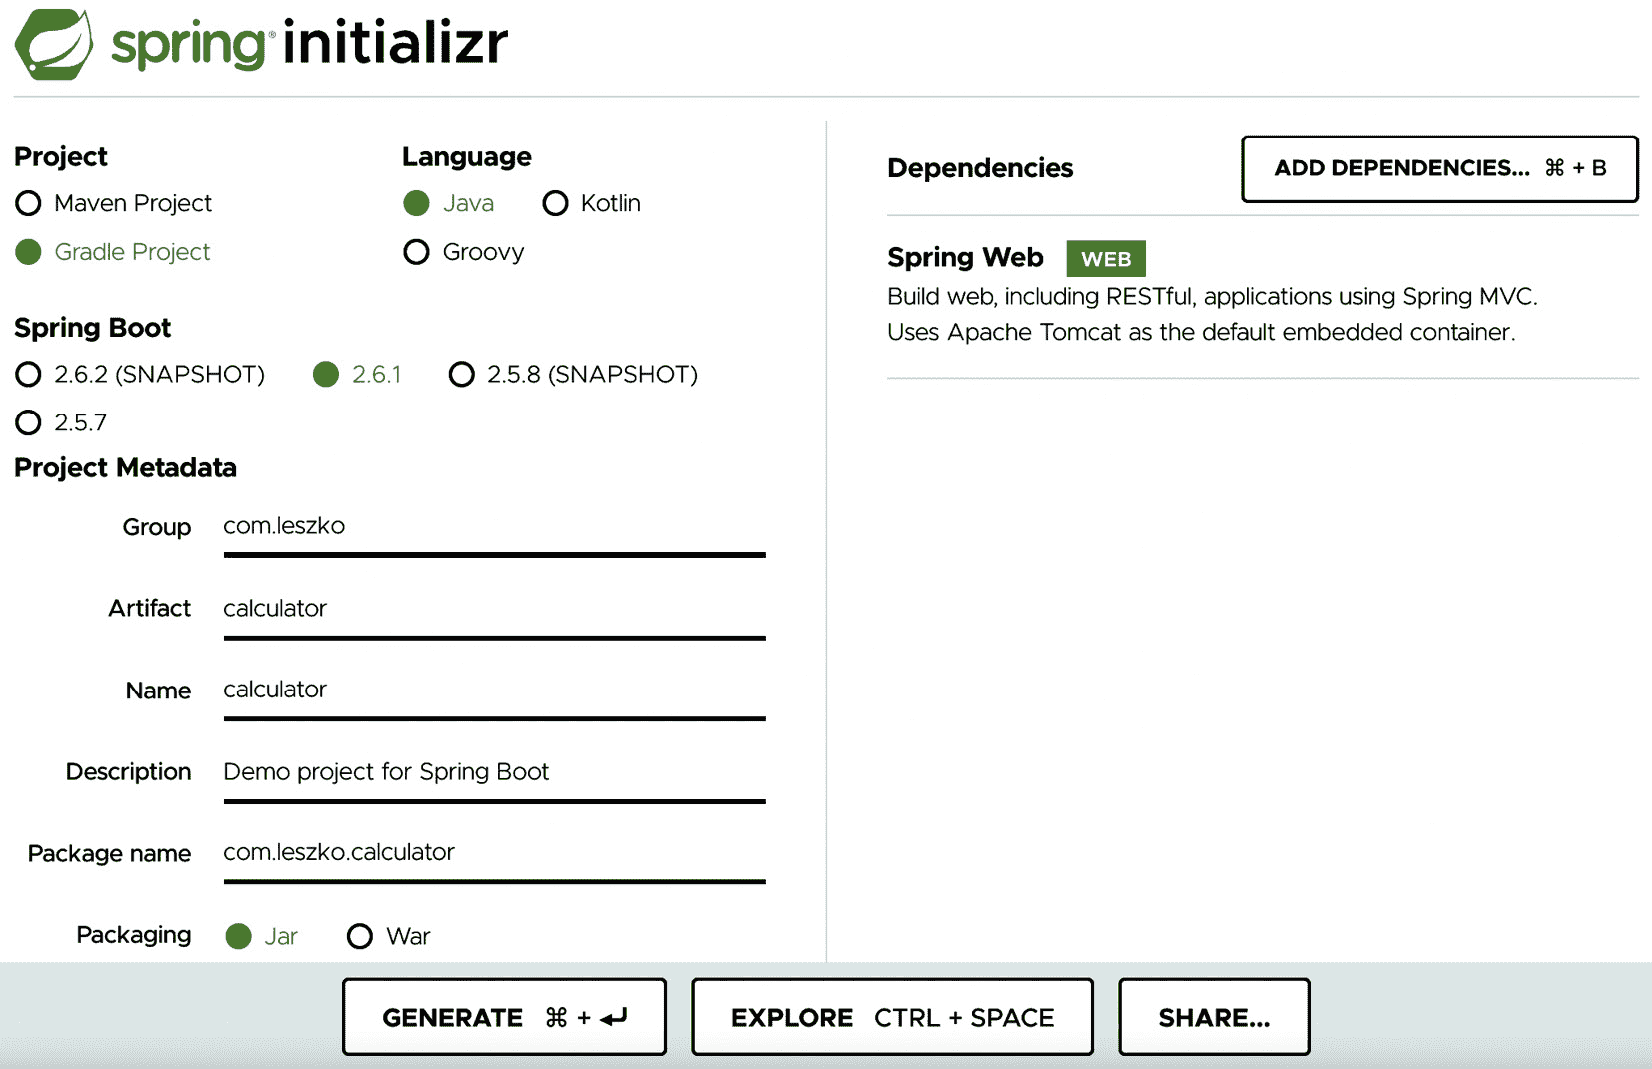 spring® initializr
Project
Maven Project
Gradle Project
Language
Java Kotlin
Groovy
Spring Boot
2.6.2 (SNAPSHOT) 2.6.1 2.5.8 (SNAPSHOT)
2.5.7
Project Metadata
Group com.leszko
Artifact calculator
Name calculator
Description Demo project for Spring Boot
Package name com.leszko.calculator
Packaging Jar War
Dependencies ADD DEPENDENCIES... ⌘ + B
Spring Web WEB
Build web, including RESTful, applications using Spring MVC.
Uses Apache Tomcat as the default embedded container.
GENERATE ⌘ + ↵ EXPLORE CTRL + SPACE SHARE...